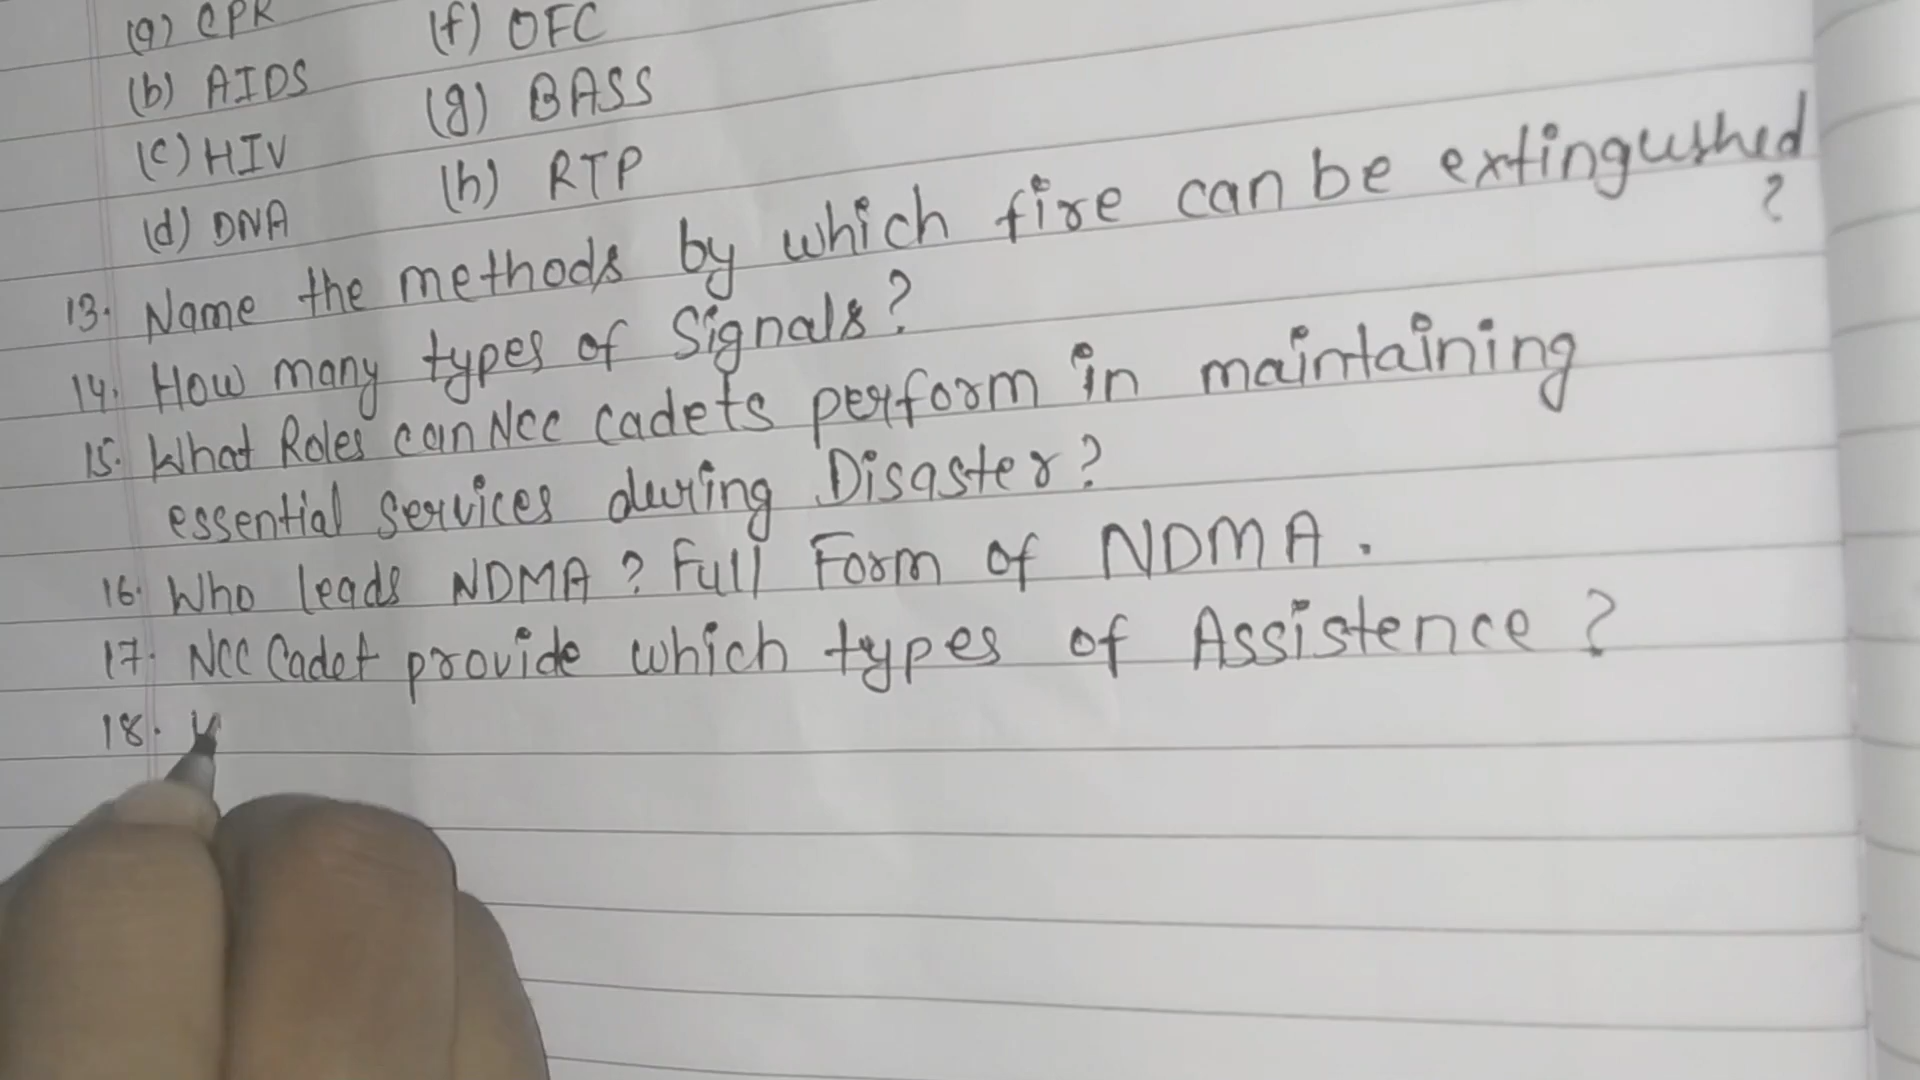 (a) CPR (f) OFC
(b) AIDS (g) BASS
(c) HIV (h) RTP
(d) DNA
13. Name the methods by which fire can be extinguished ?
14. How many types of Signals?
15. What Roles can Ncc cadets perform in maintaining
essential services during Disaster?
16. Who leads NDMA ? Full Form of NDMA.
17. NCC Cadet provide which types of Assistence ?
18.